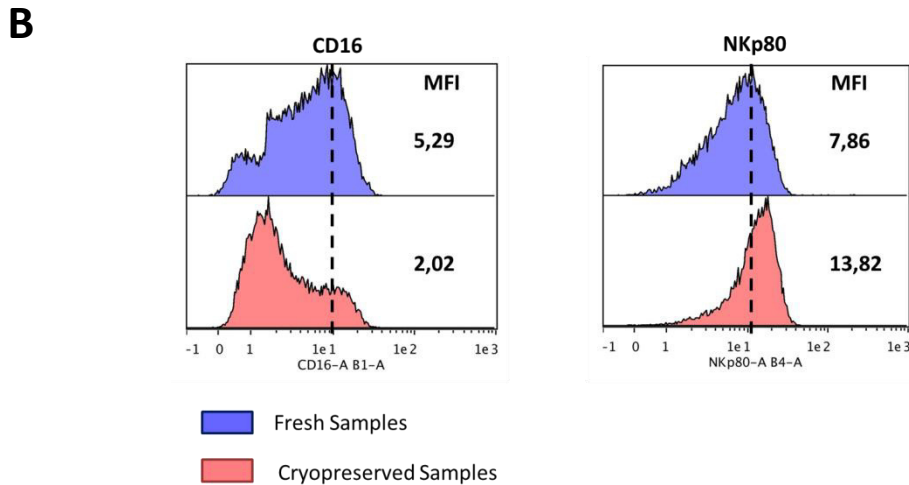 B
CD16
NKp80
MFI
5,29
2,02
MFI
7,86
13,82
-1 0 1 1e1 1e2 1e3
CD16-A B1-A
-1 0 1 1e1 1e2 1e3
NKp80-A B4-A
Fresh Samples
Cryopreserved Samples